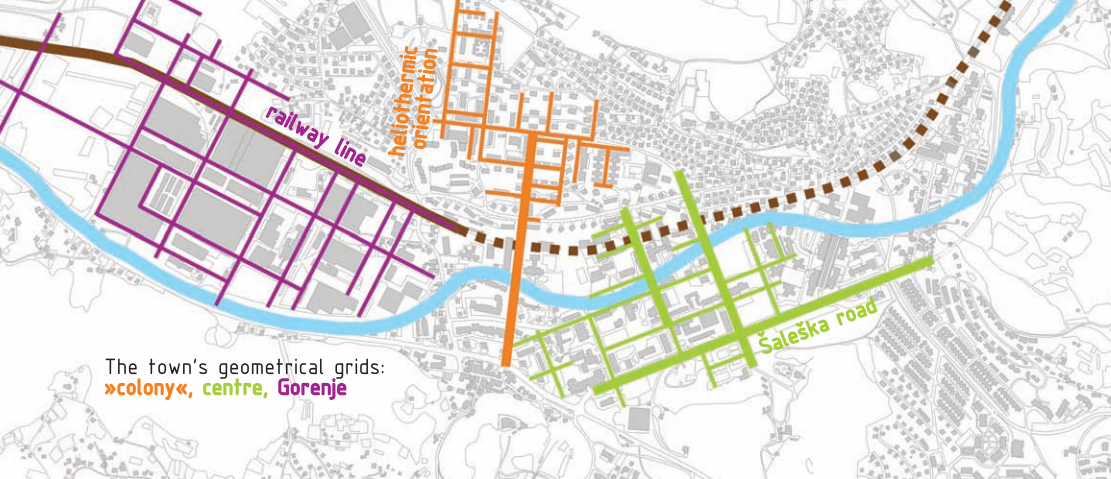 heliothermic
orientation
railway line
Šaleška road
The town's geometrical grids:
»colony«, centre, Gorenje